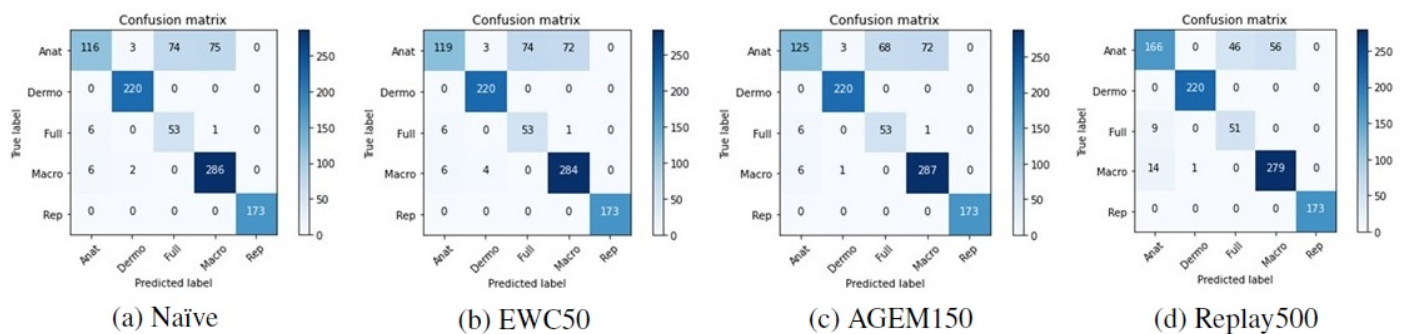 Confusion matrix
True label
Anat 116 3 74 75 0
Dermo 0 220 0 0 0
Full 6 0 53 1 0
Macro 6 2 0 286 0
Rep 0 0 0 0 173
Anat Dermo Full Macro Rep
Predicted label
250
200
150
100
50
0
(a) Naïve
Confusion matrix
True label
Anat 119 3 74 72 0
Dermo 0 220 0 0 0
Full 6 0 53 1 0
Macro 6 4 0 284 0
Rep 0 0 0 0 173
Anat Dermo Full Macro Rep
Predicted label
250
200
150
100
50
0
(b) EWC50
Confusion matrix
True label
Anat 125 3 68 72 0
Dermo 0 220 0 0 0
Full 6 0 53 1 0
Macro 6 1 0 287 0
Rep 0 0 0 0 173
Anat Dermo Full Macro Rep
Predicted label
250
200
150
100
50
0
(c) AGEM150
Confusion matrix
True label
Anat 166 0 46 56 0
Dermo 0 220 0 0 0
Full 9 0 51 0 0
Macro 14 1 0 279 0
Rep 0 0 0 0 173
Anat Dermo Full Macro Rep
Predicted label
250
200
150
100
50
0
(d) Replay500